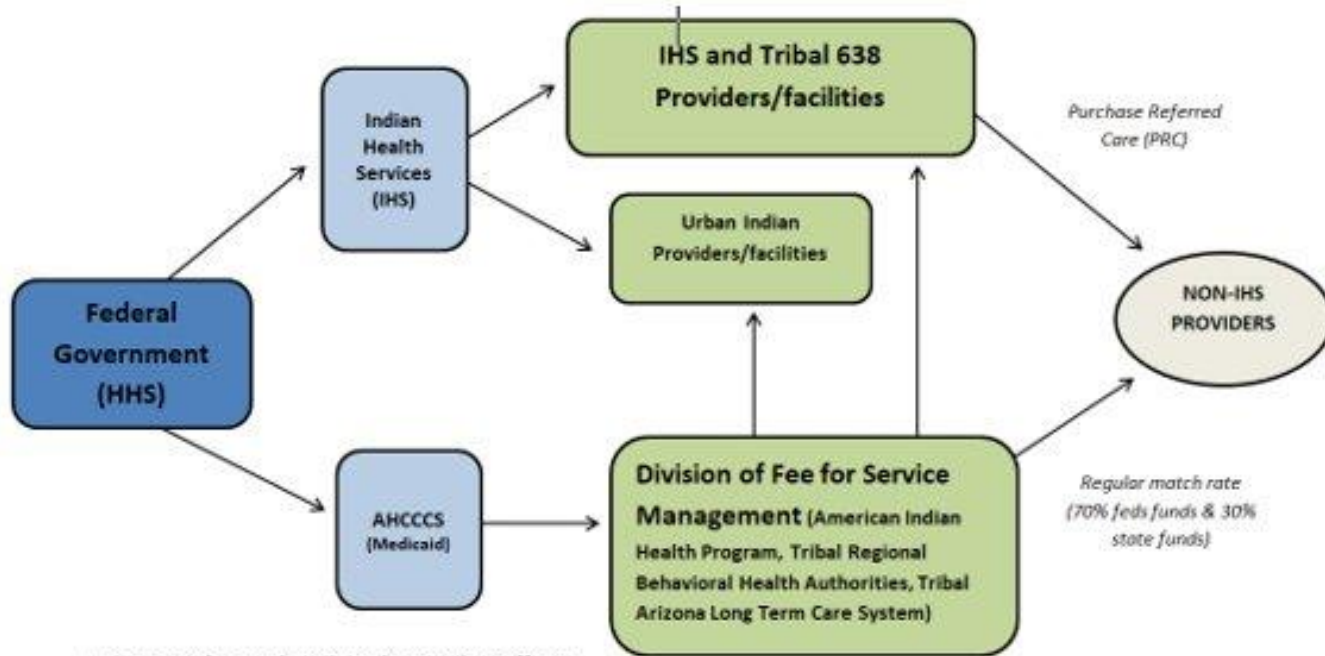 IHS and Tribal 638
Providers/facilities
Indian
Health
Services
(IHS)
Purchase Referred
Care (PRC)
Urban Indian
Providers/facilities
Federal
Government
(HHS)
NON-IHS
PROVIDERS
AHCCCS
(Medicaid)
Division of Fee for Service
Management (American Indian
Health Program, Tribal Regional
Behavioral Health Authorities, Tribal
Arizona Long Term Care System)
Regular match rate
(70% feds funds & 30%
state funds)